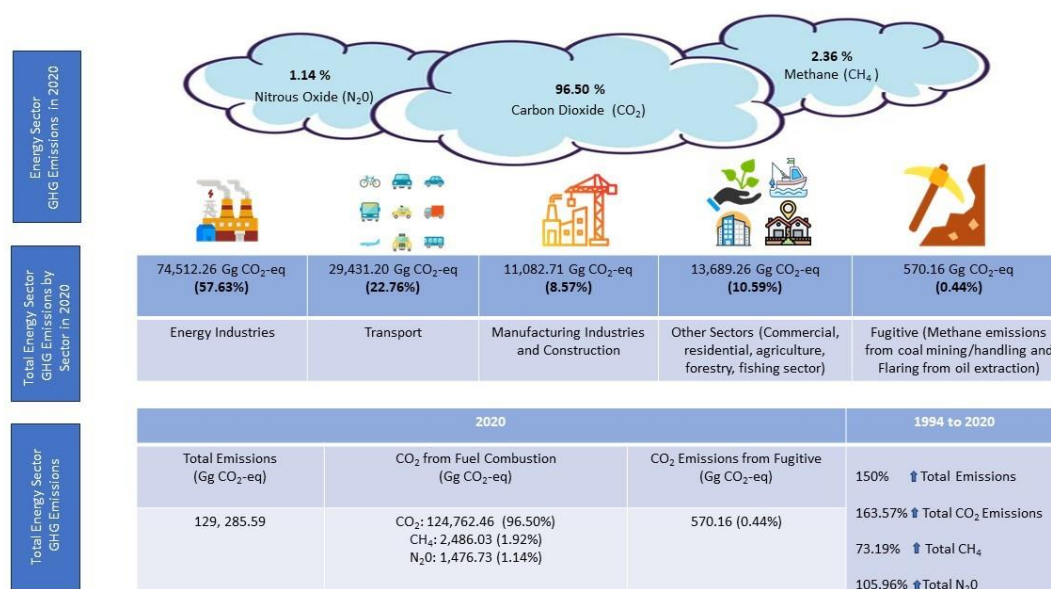 Energy Sector
GHG Emissions in 2020
1.14 %
Nitrous Oxide (N₂0)
96.50 %
Carbon Dioxide (CO₂)
2.36 %
Methane (CH₄ )
Total Energy Sector
GHG Emissions by
Sector in 2020
74,512.26 Gg CO₂-eq
(57.63%)
29,431.20 Gg CO₂-eq
(22.76%)
11,082.71 Gg CO₂-eq
(8.57%)
13,689.26 Gg CO₂-eq
(10.59%)
570.16 Gg CO₂-eq
(0.44%)
Energy Industries
Transport
Manufacturing Industries
and Construction
Other Sectors (Commercial,
residential, agriculture,
forestry, fishing sector)
Fugitive (Methane emissions
from coal mining/handling and
Flaring from oil extraction)
Total Energy Sector
GHG Emissions
2020
1994 to 2020
Total Emissions
(Gg CO₂-eq)
CO₂ from Fuel Combustion
(Gg CO₂-eq)
CO₂ Emissions from Fugitive
(Gg CO₂-eq)
129, 285.59
CO₂: 124,762.46 (96.50%)
CH₄: 2,486.03 (1.92%)
N₂0: 1,476.73 (1.14%)
570.16 (0.44%)
150% ⬆ Total Emissions
163.57% ⬆ Total CO₂ Emissions
73.19% ⬆ Total CH₄
105.96% ⬆ Total N₂0